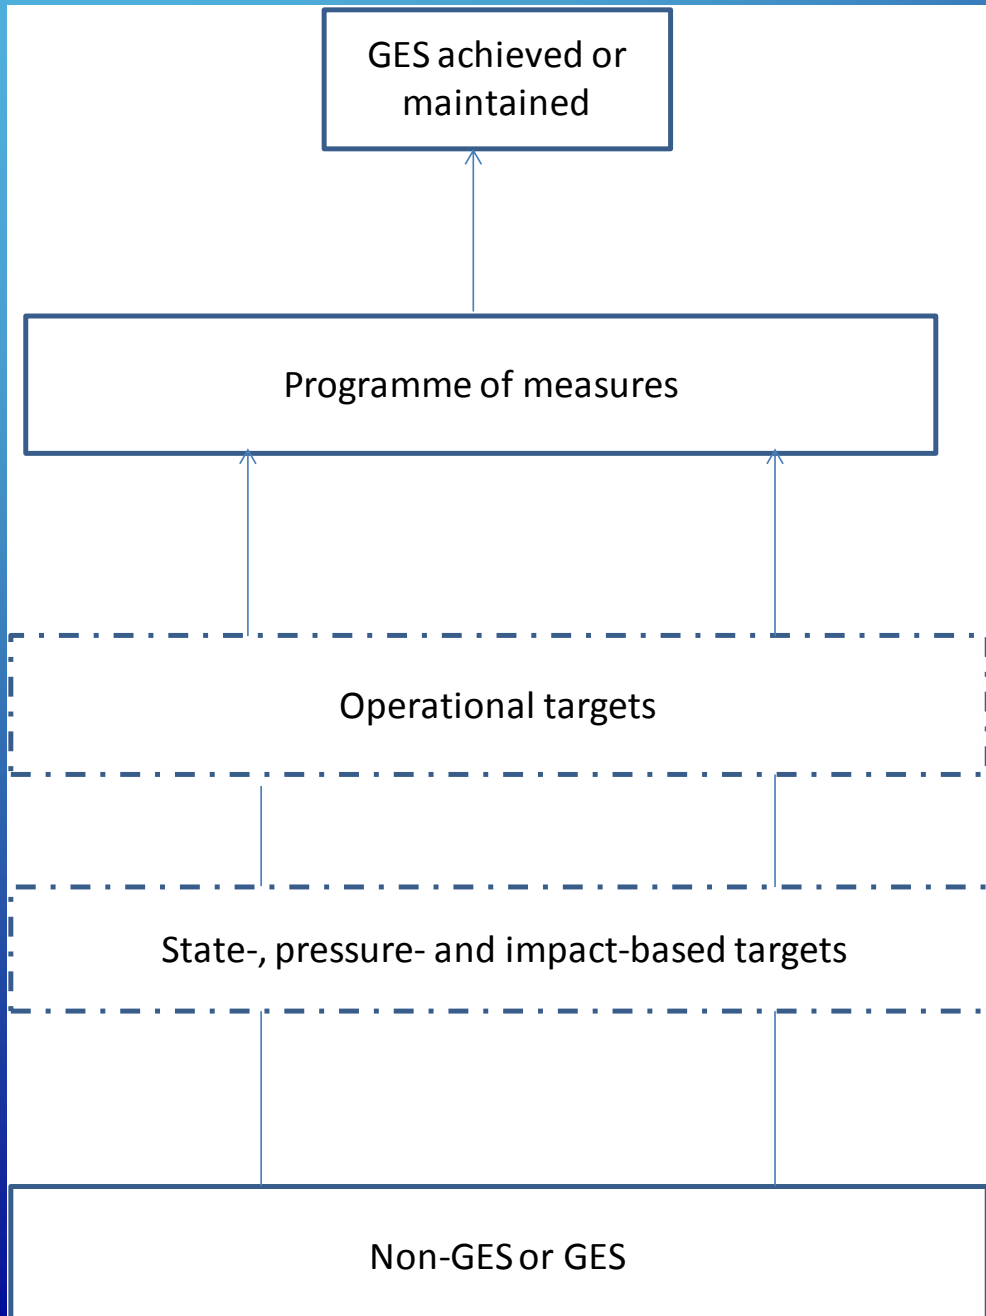 GES achieved or
maintained
Programme of measures
Operational targets
State-, pressure- and impact-based targets
Non-GES or GES